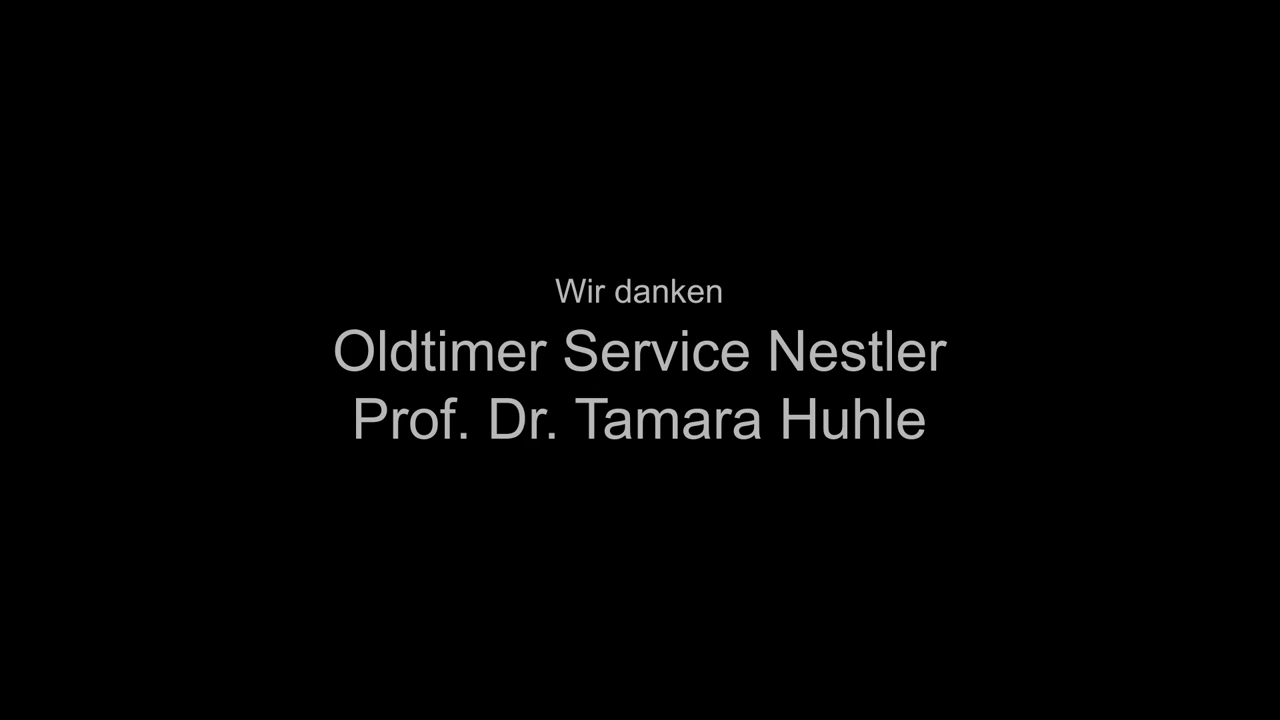 Wir danken
Oldtimer Service Nestler
Prof. Dr. Tamara Huhle